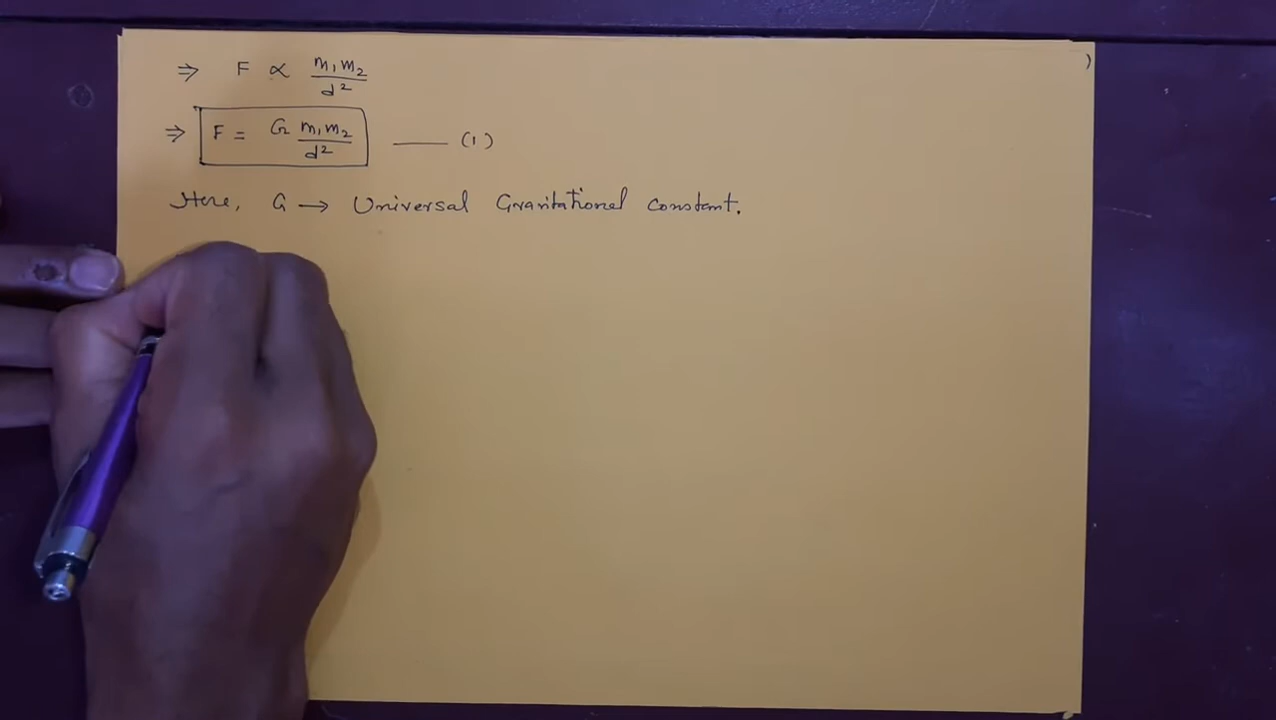 ⇒ F ∝ m₁m₂/d²
⇒ F = G m₁m₂/d² —— (1)
Here, G → Universal Gravitational constant.